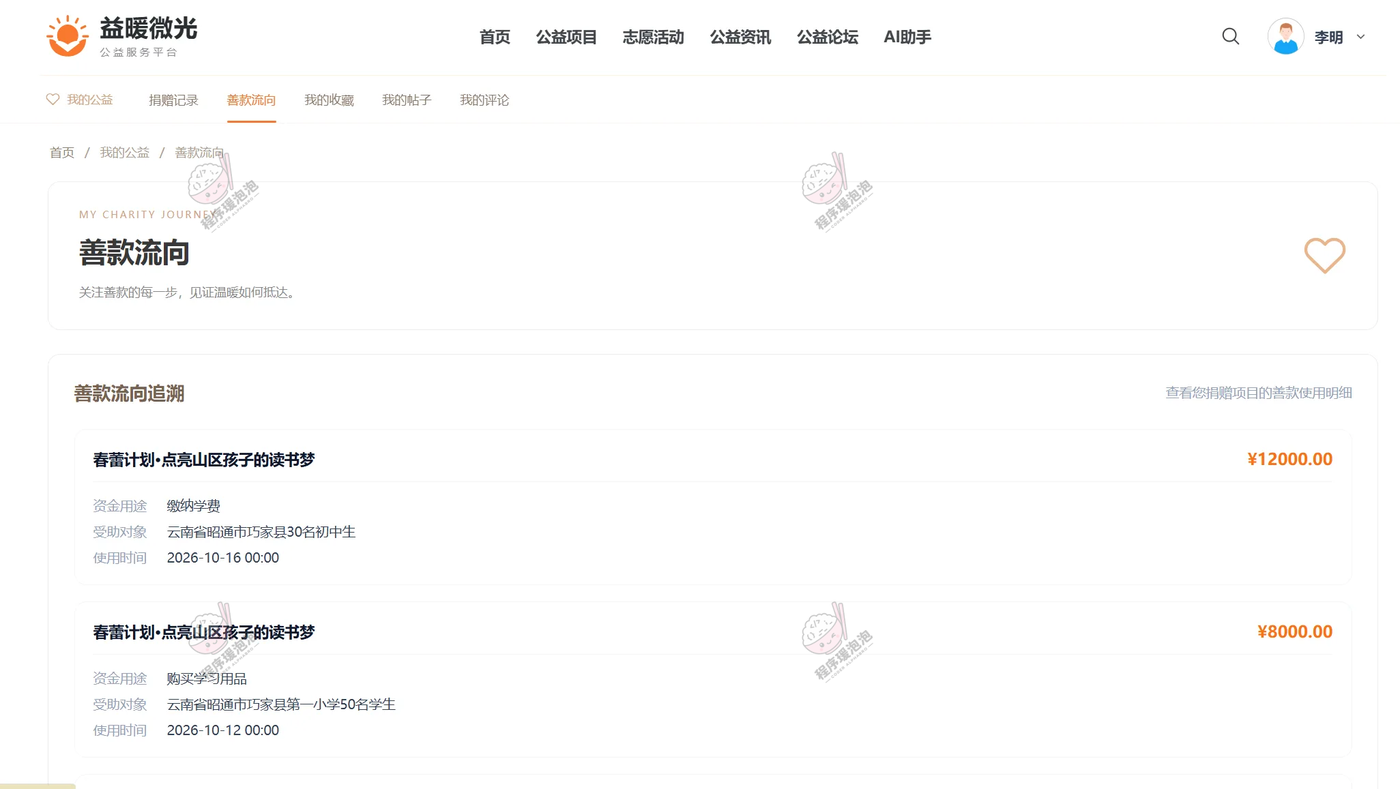 益暖微光
公益服务平台
首页 公益项目 志愿活动 公益资讯 公益论坛 AI助手
李明
我的公益 捐赠记录 善款流向 我的收藏 我的帖子 我的评论
首页 / 我的公益 / 善款流向
MY CHARITY JOURNEY
善款流向
关注善款的每一步，见证温暖如何抵达。
程序瑗泡泡
程序瑗泡泡
善款流向追溯 查看您捐赠项目的善款使用明细
春蕾计划·点亮山区孩子的读书梦 ¥12000.00
资金用途 缴纳学费
受助对象 云南省昭通市巧家县30名初中生
使用时间 2026-10-16 00:00
春蕾计划·点亮山区孩子的读书梦 ¥8000.00
资金用途 购买学习用品
受助对象 云南省昭通市巧家县第一小学50名学生
使用时间 2026-10-12 00:00
程序瑗泡泡
程序瑗泡泡